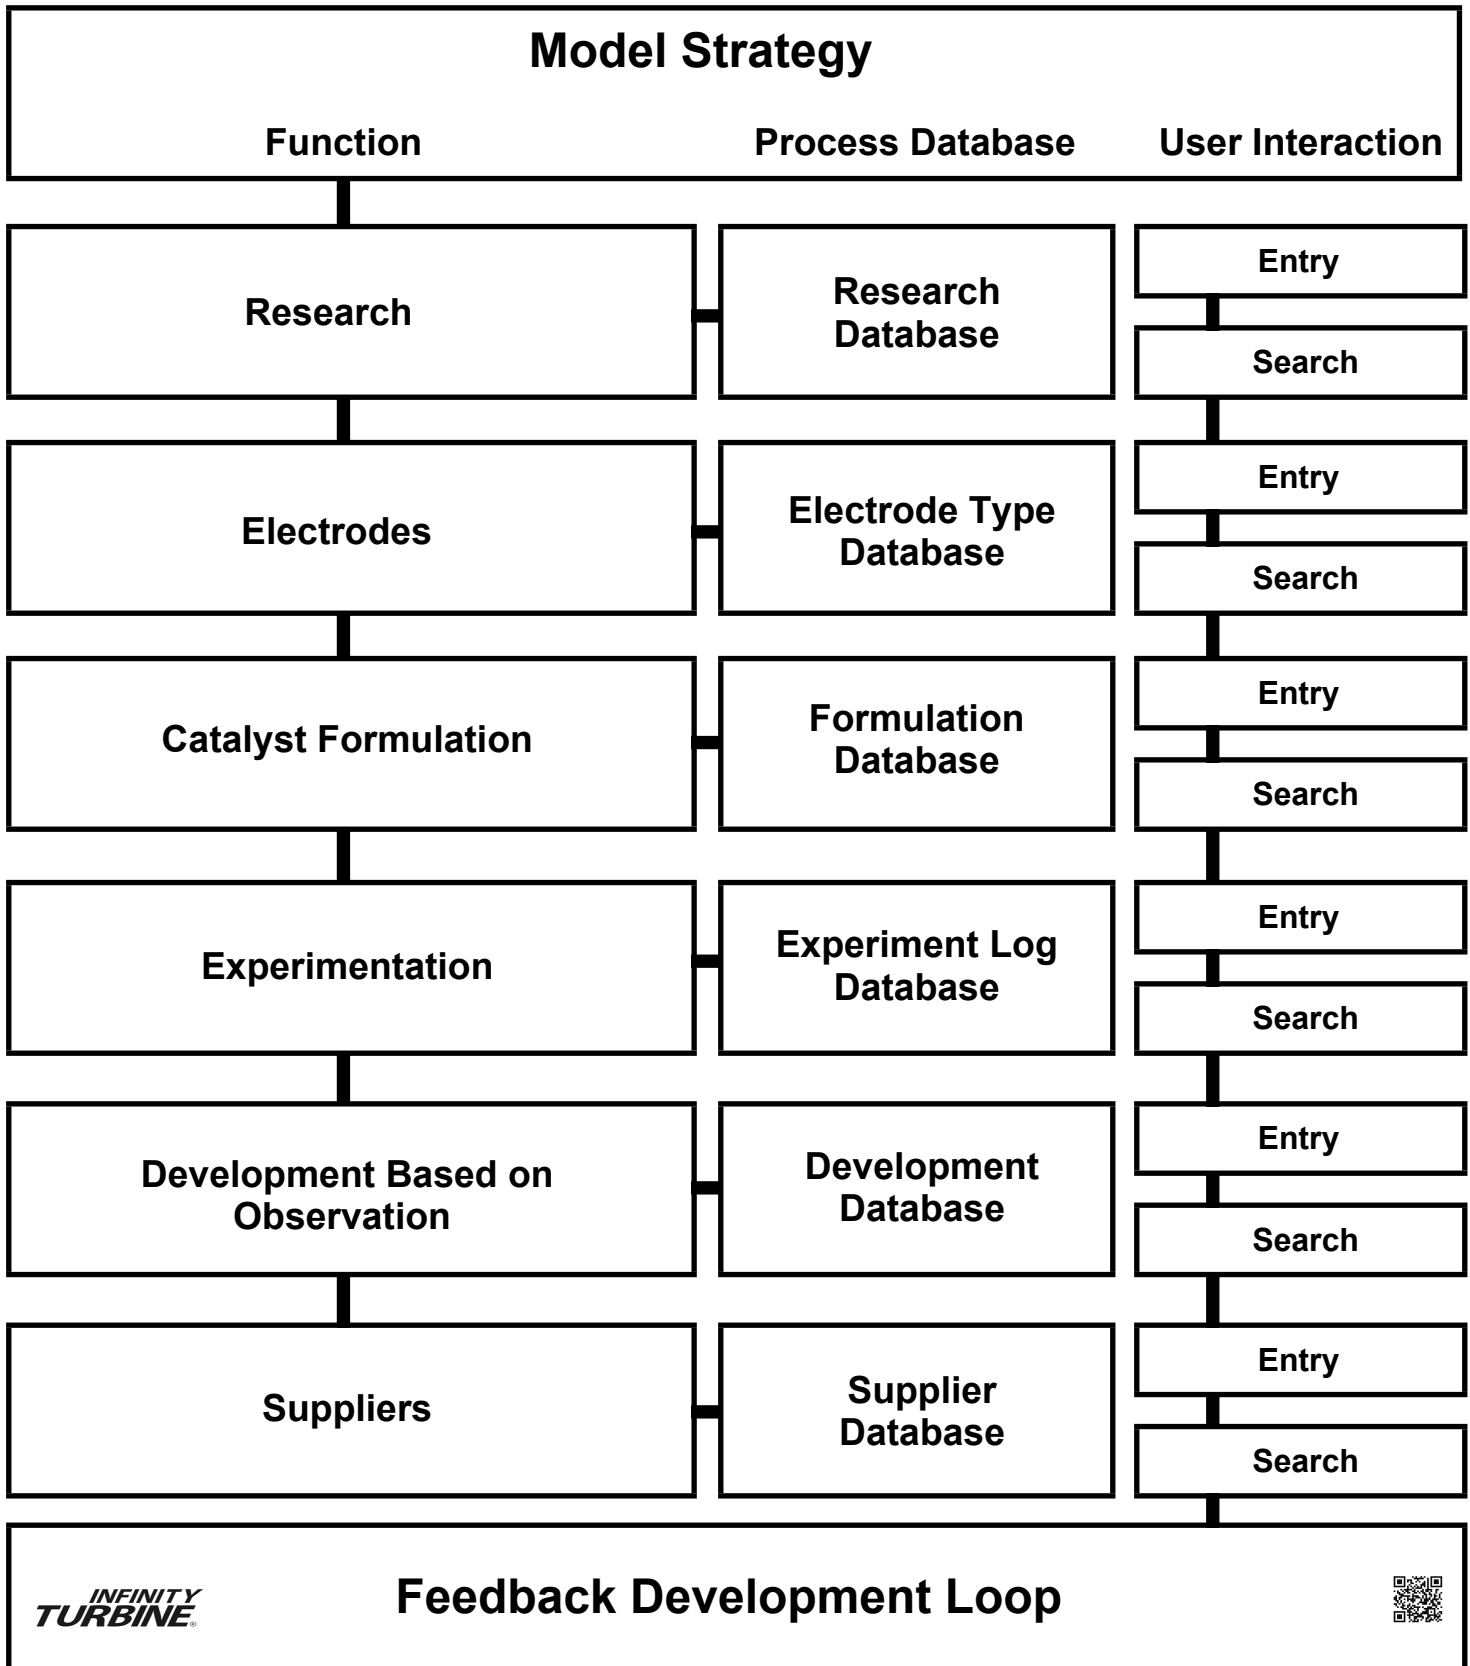 Model Strategy
Function Process Database User Interaction
Research
Research
Database
Entry
Search
Electrodes
Electrode Type
Database
Entry
Search
Catalyst Formulation
Formulation
Database
Entry
Search
Experimentation
Experiment Log
Database
Entry
Search
Development Based on
Observation
Development
Database
Entry
Search
Suppliers
Supplier
Database
Entry
Search
INFINITY
TURBINE®
Feedback Development Loop